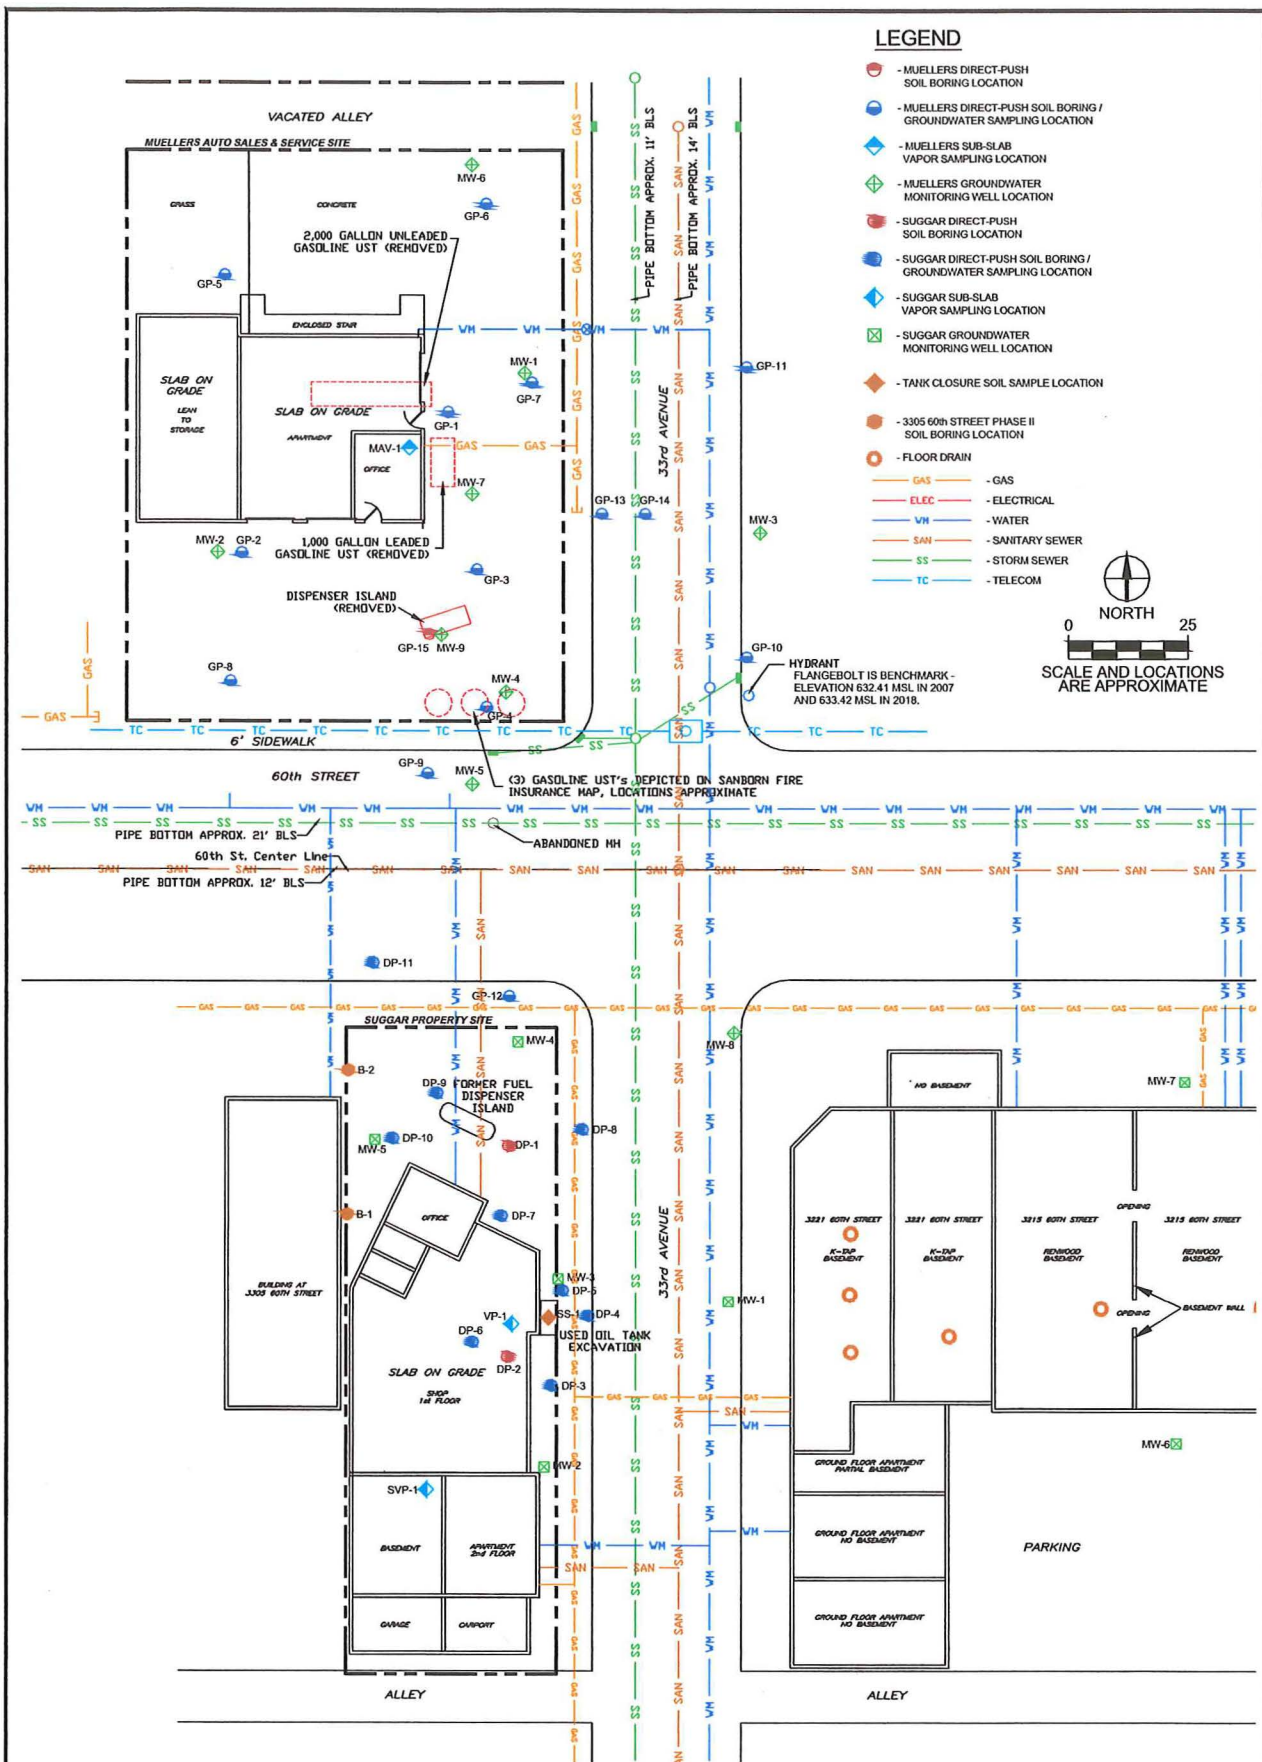 LEGEND
- MUELLERS DIRECT-PUSH
SOIL BORING LOCATION
- MUELLERS DIRECT-PUSH SOIL BORING /
GROUNDWATER SAMPLING LOCATION
- MUELLERS SUB-SLAB
VAPOR SAMPLING LOCATION
- MUELLERS GROUNDWATER
MONITORING WELL LOCATION
- SUGGAR DIRECT-PUSH
SOIL BORING LOCATION
- SUGGAR DIRECT-PUSH SOIL BORING /
GROUNDWATER SAMPLING LOCATION
- SUGGAR SUB-SLAB
VAPOR SAMPLING LOCATION
- SUGGAR GROUNDWATER
MONITORING WELL LOCATION
- TANK CLOSURE SOIL SAMPLE LOCATION
- 3305 60th STREET PHASE II
SOIL BORING LOCATION
- FLOOR DRAIN
GAS - GAS
ELEC - ELECTRICAL
WM - WATER
SAN - SANITARY SEWER
SS - STORM SEWER
TC - TELECOM
NORTH
0 25
SCALE AND LOCATIONS
ARE APPROXIMATE
VACATED ALLEY
MUELLERS AUTO SALES & SERVICE SITE
MW-6
GRASS
CONCRETE
GP-6
2,000 GALLON UNLEADED
GASOLINE UST (REMOVED)
GP-5
ENCLOSED STAIR
SLAB ON
GRADE
LEAN
TO
STORAGE
SLAB ON GRADE
APARTMENT
MW-1
GP-7
GP-1
MAV-1
OFFICE
MW-7
GP-11
PIPE BOTTOM APPROX. 11' BLS
PIPE BOTTOM APPROX. 14' BLS
33rd AVENUE
GP-13
GP-14
MW-3
1,000 GALLON LEADED
GASOLINE UST (REMOVED)
MW-2
GP-2
GP-3
DISPENSER ISLAND
(REMOVED)
GP-15
MW-9
GP-8
MW-4
GP-4
GP-10
HYDRANT
FLANGEBOLT IS BENCHMARK -
ELEVATION 632.41 MSL IN 2007
AND 633.42 MSL IN 2018.
GAS
GAS
TC TC TC TC TC TC TC TC TC TC TC TC
6' SIDEWALK
60th STREET
GP-9
MW-5
(3) GASOLINE UST's DEPICTED ON SANBORN FIRE
INSURANCE MAP, LOCATIONS APPROXIMATE
PIPE BOTTOM APPROX. 21' BLS
ABANDONED MH
60th St. Center Line
PIPE BOTTOM APPROX. 12' BLS
DP-11
GP-12
SUGGAR PROPERTY SITE
MW-4
B-2
DP-9
FORMER FUEL
DISPENSER
ISLAND
DP-8
DP-10
MW-5
DP-1
B-1
OFFICE
DP-7
BUILDING AT
3305 60TH STREET
MW-3
DP-5
VP-1
SS-1
DP-4
DP-6
USED OIL TANK
EXCAVATION
DP-2
SLAB ON GRADE
SHOP
1st FLOOR
DP-3
MW-2
SVP-1
BASEMENT
APARTMENT
2nd FLOOR
GARAGE
CARPORT
ALLEY
33rd AVENUE
MW-8
MW-1
NO BASEMENT
MW-7
3221 60TH STREET
K-TAP
BASEMENT
3221 60TH STREET
K-TAP
BASEMENT
3215 60TH STREET
RENWOOD
BASEMENT
OPENING
3215 60TH STREET
RENWOOD
BASEMENT
OPENING
BASEMENT WALL
MW-6
GROUND FLOOR APARTMENT
PARTIAL BASEMENT
GROUND FLOOR APARTMENT
NO BASEMENT
GROUND FLOOR APARTMENT
NO BASEMENT
PARKING
ALLEY